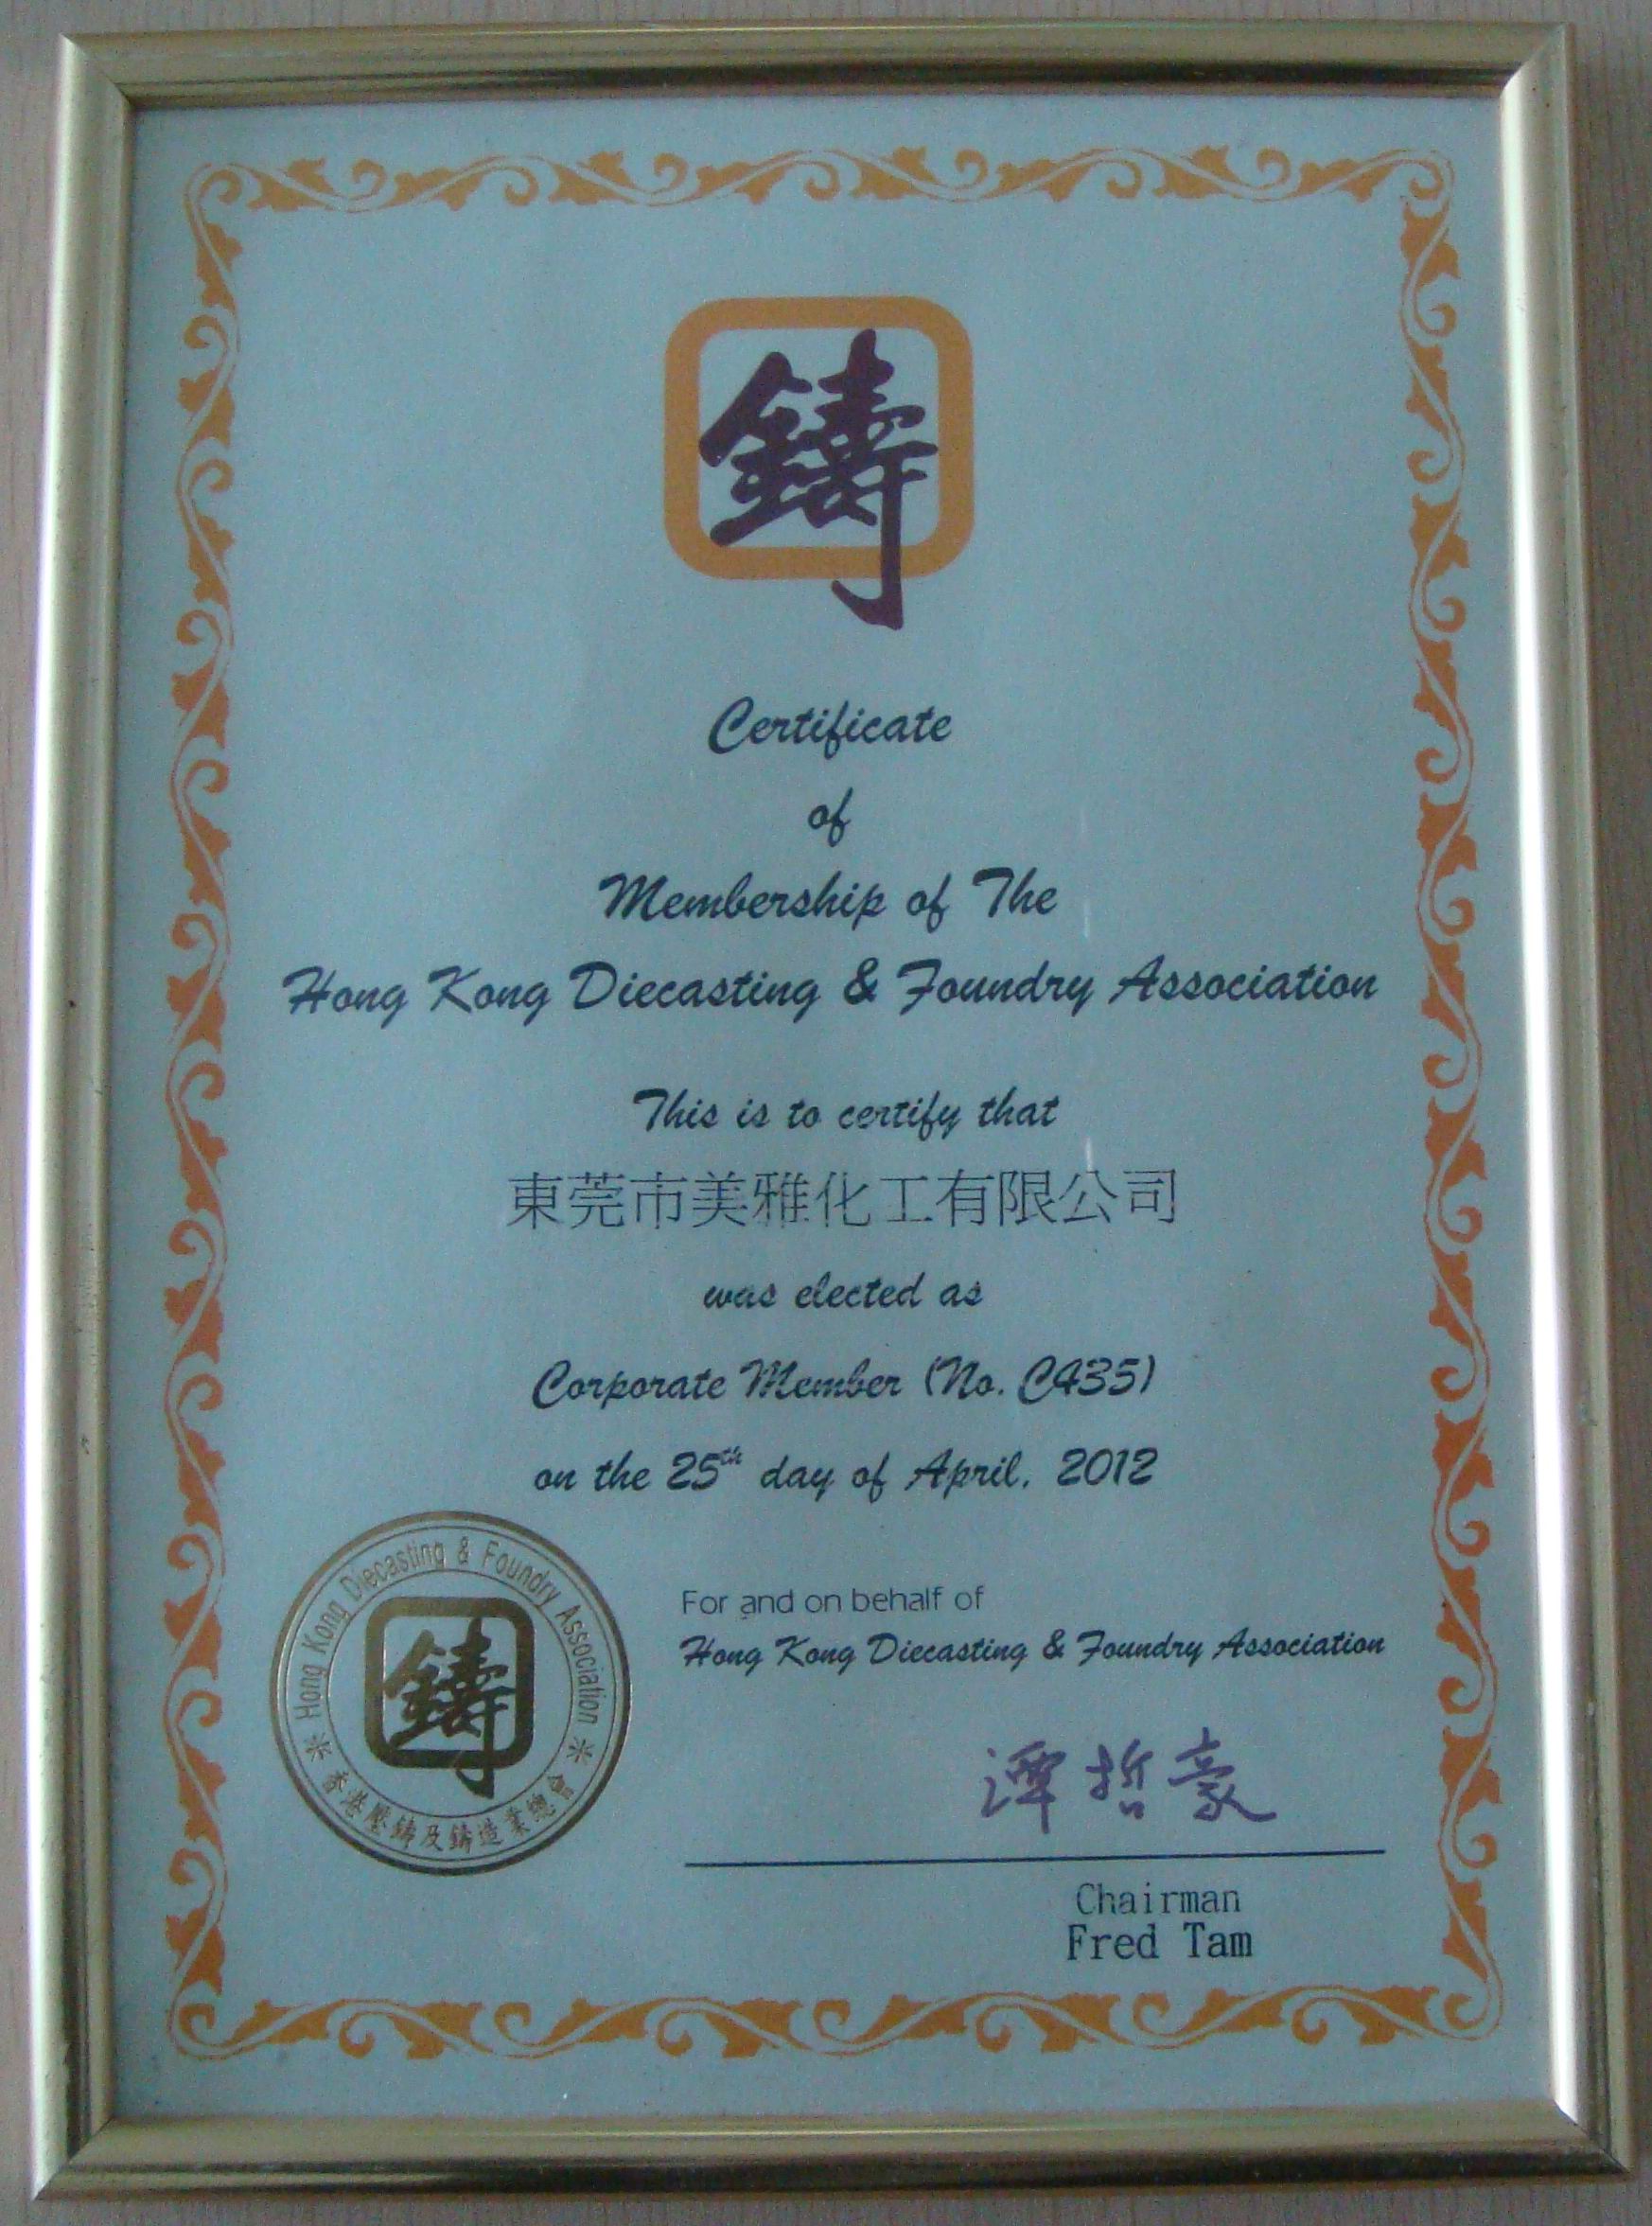 鑄
Certificate
of
Membership of The
Hong Kong Diecasting & Foundry Association
This is to certify that
東莞市美雅化工有限公司
was elected as
Corporate Member (No. C435)
on the 25th day of April, 2012
Hong Kong Diecasting & Foundry Association
鑄
香港壓鑄及鑄造業總會
For and on behalf of
Hong Kong Diecasting & Foundry Association
譚哲豪
Chairman
Fred Tam